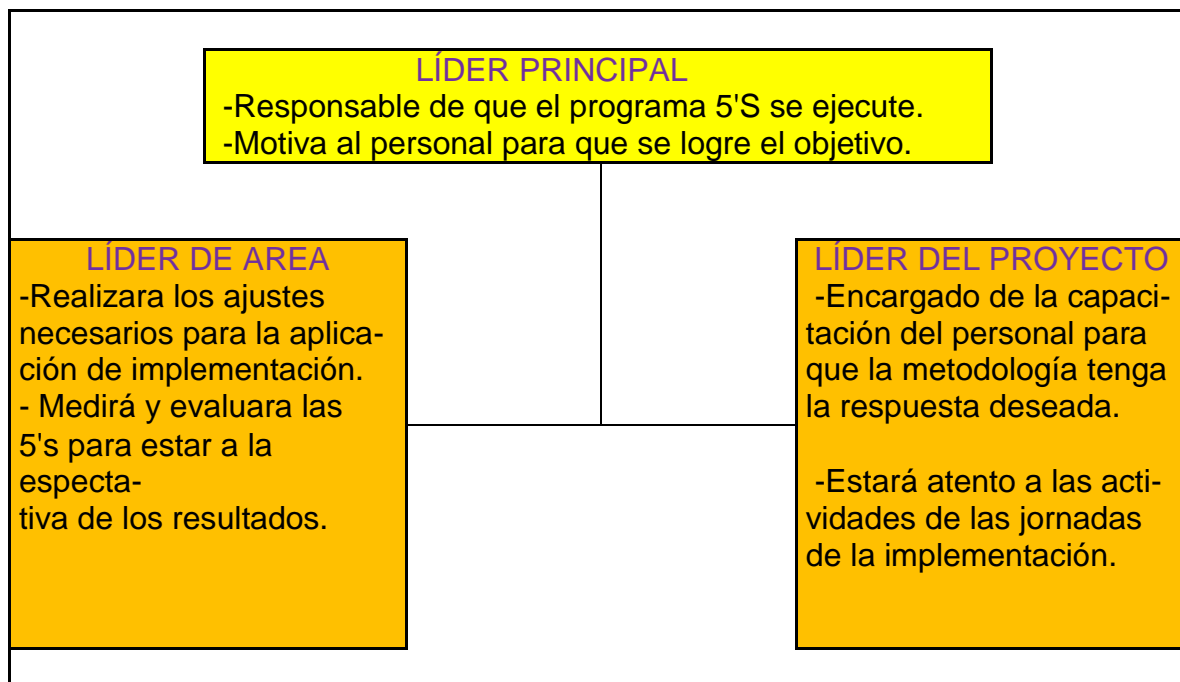 LÍDER PRINCIPAL
-Responsable de que el programa 5'S se ejecute.
-Motiva al personal para que se logre el objetivo.
LÍDER DE AREA
-Realizara los ajustes
necesarios para la aplica-
ción de implementación.
- Medirá y evaluara las
5's para estar a la
especta-
tiva de los resultados.
LÍDER DEL PROYECTO
-Encargado de la capaci-
tación del personal para
que la metodología tenga
la respuesta deseada.
-Estará atento a las acti-
vidades de las jornadas
de la implementación.